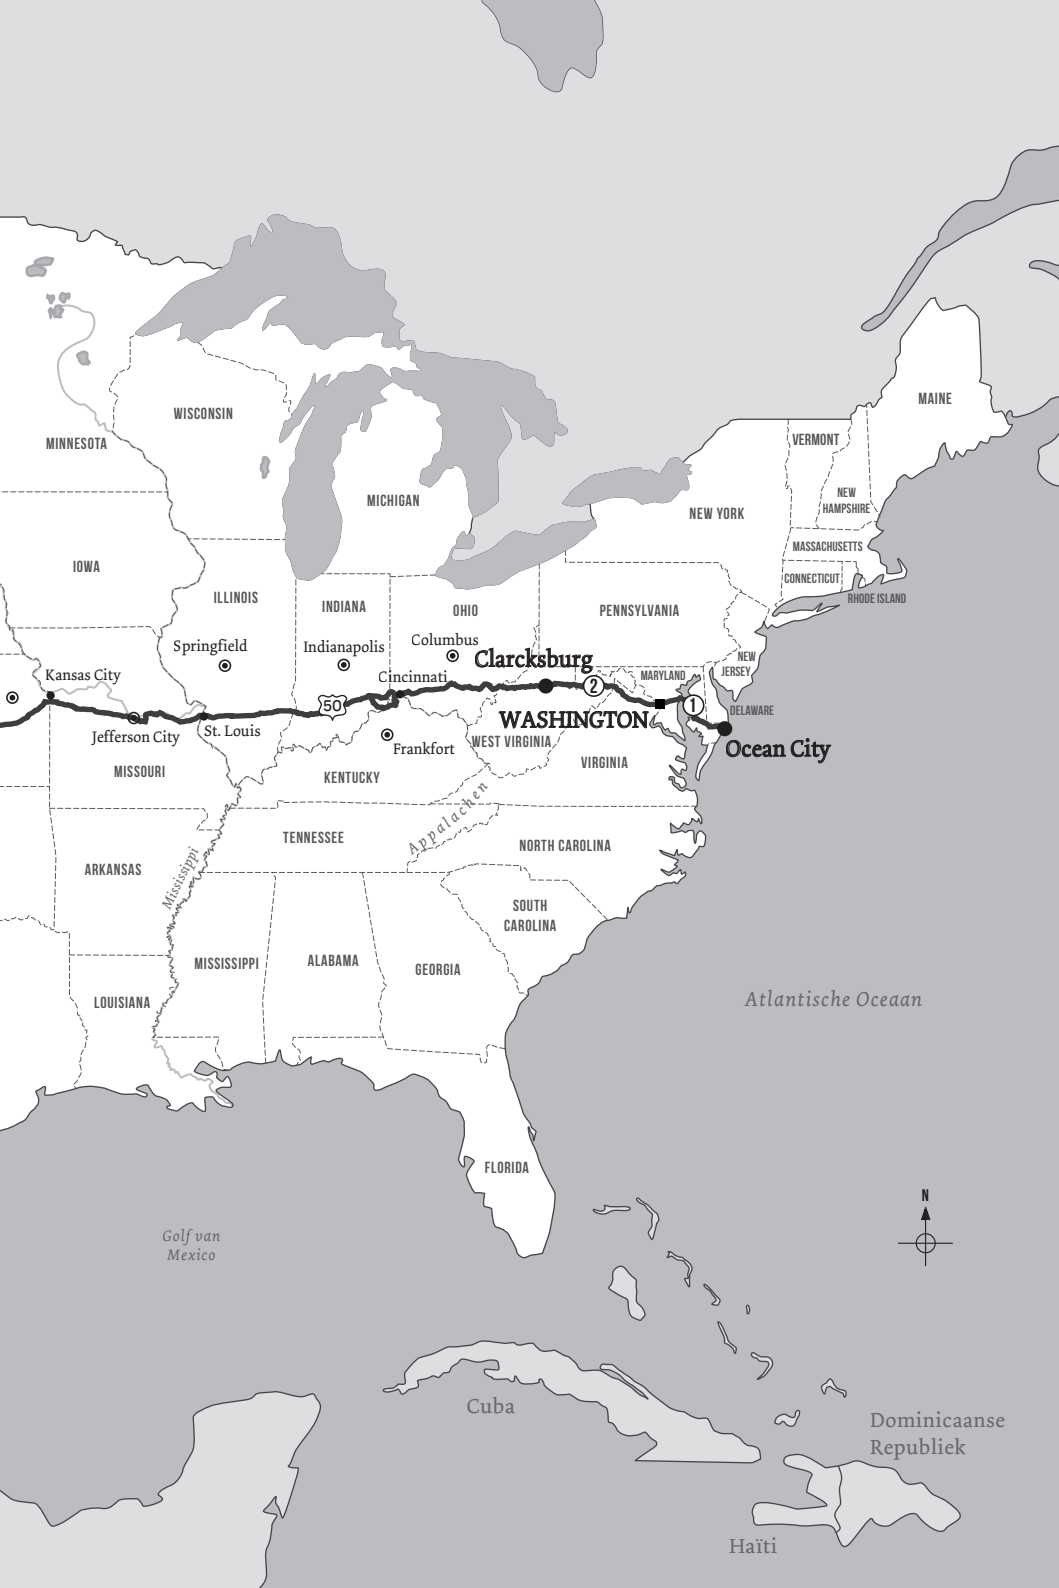 MAINE
WISCONSIN
VERMONT
MINNESOTA
MICHIGAN
NEW
HAMPSHIRE
NEW YORK
MASSACHUSETTS
IOWA
CONNECTICUT
ILLINOIS
INDIANA
OHIO
PENNSYLVANIA
RHODE ISLAND
Springfield
Indianapolis
Columbus
Clarcksburg
NEW
JERSEY
Kansas City
Cincinnati
MARYLAND
2
50
1
DELAWARE
Jefferson City
St. Louis
WASHINGTON
Frankfort
WEST VIRGINIA
Ocean City
MISSOURI
KENTUCKY
VIRGINIA
Appalachen
TENNESSEE
NORTH CAROLINA
ARKANSAS
Mississippi
SOUTH
CAROLINA
MISSISSIPPI
ALABAMA
GEORGIA
LOUISIANA
Atlantische Oceaan
FLORIDA
N
Golf van
Mexico
Cuba
Dominicaanse
Republiek
Haïti